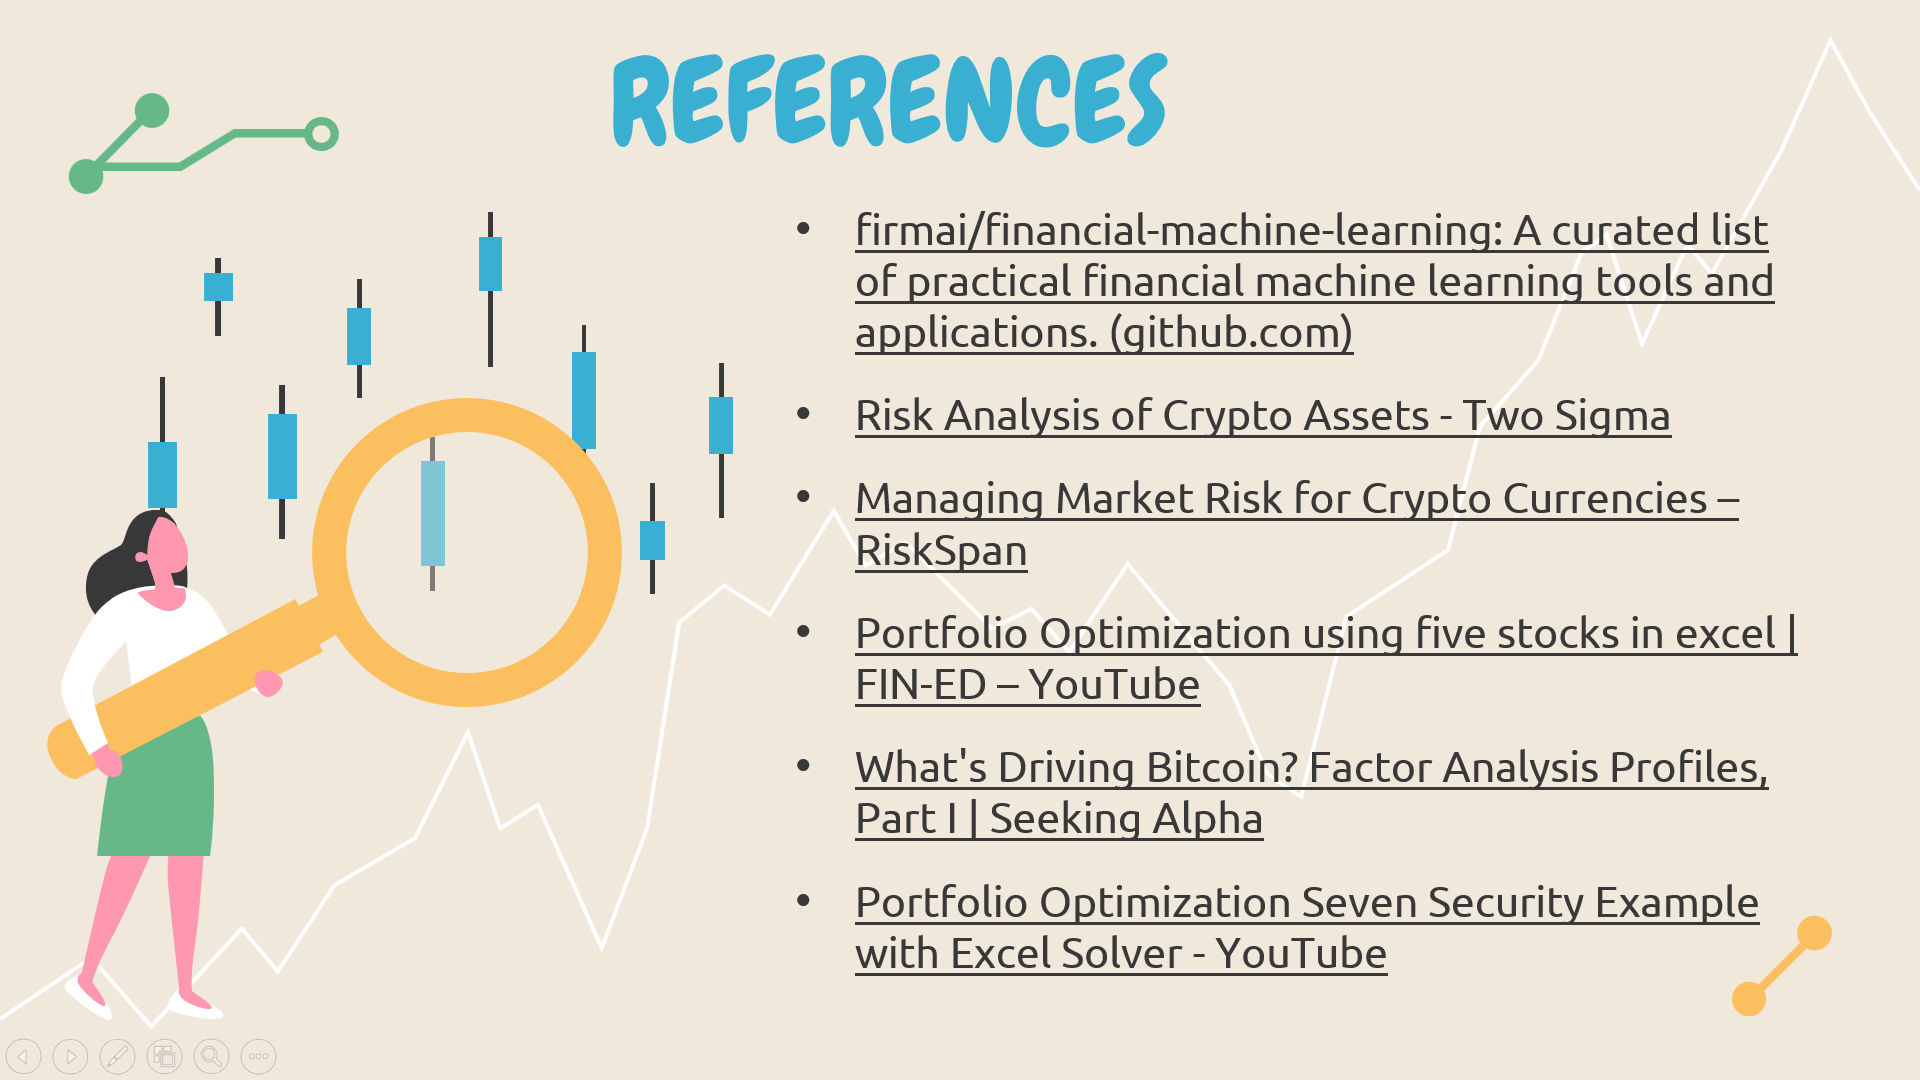 REFERENCES
• firmai/financial-machine-learning: A curated list
of practical financial machine learning tools and
applications. (github.com)
• Risk Analysis of Crypto Assets - Two Sigma
• Managing Market Risk for Crypto Currencies –
RiskSpan
• Portfolio Optimization using five stocks in excel |
FIN-ED – YouTube
• What's Driving Bitcoin? Factor Analysis Profiles,
Part I | Seeking Alpha
• Portfolio Optimization Seven Security Example
with Excel Solver - YouTube